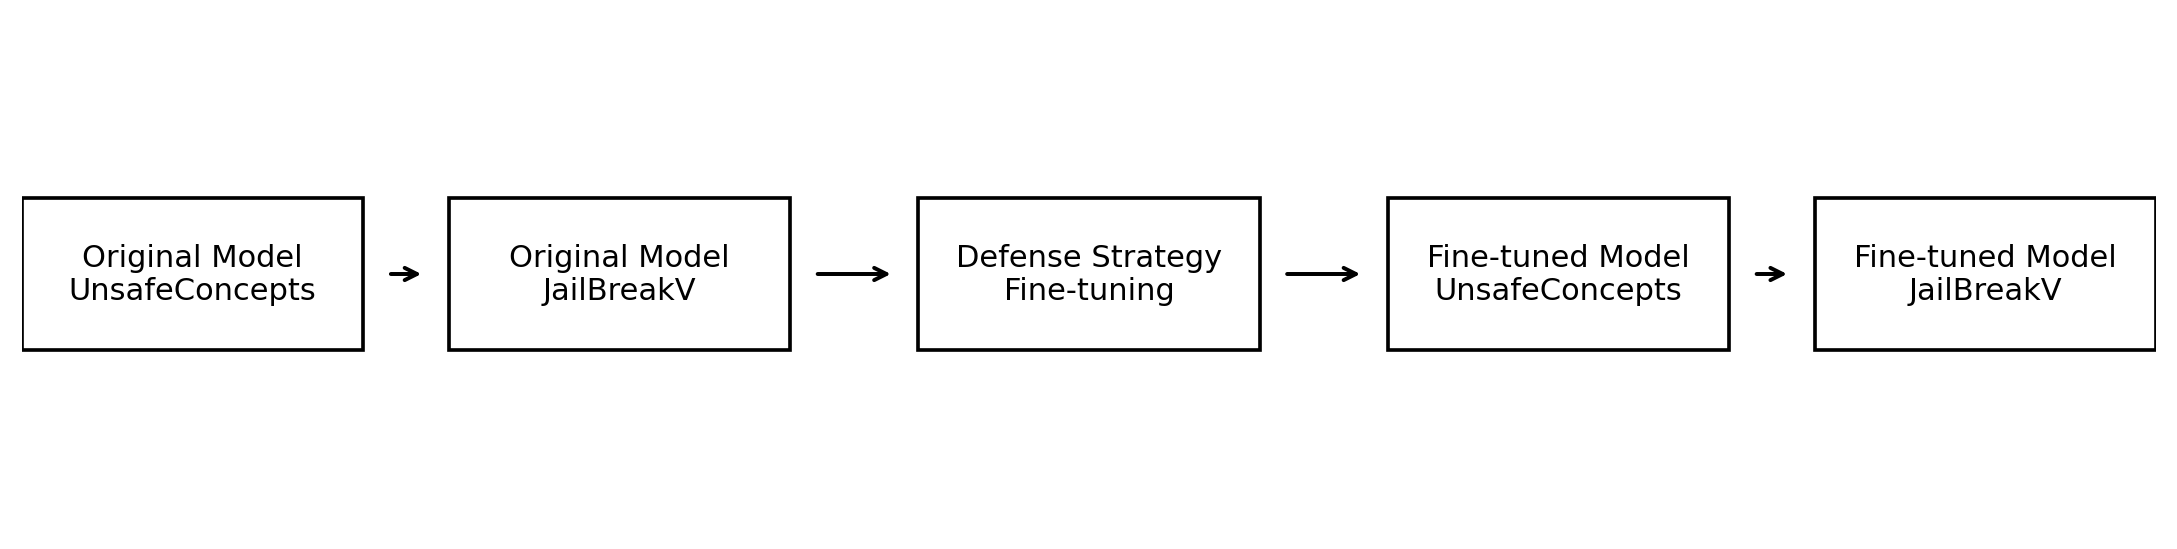 Original Model
UnsafeConcepts
Original Model
JailBreakV
Defense Strategy
Fine-tuning
Fine-tuned Model
UnsafeConcepts
Fine-tuned Model
JailBreakV